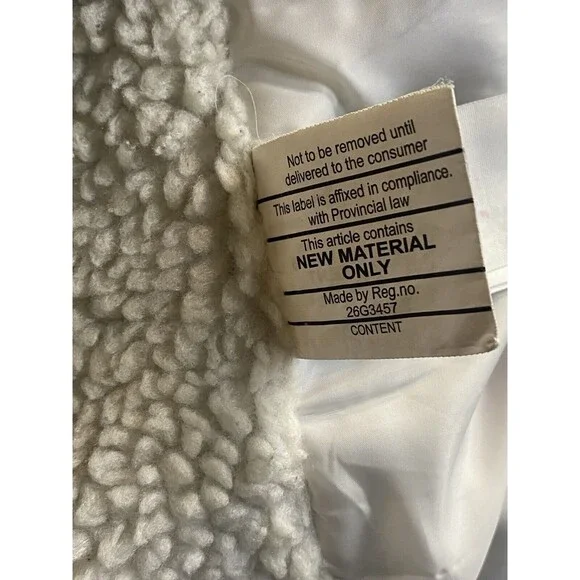 Not to be removed until
delivered to the consumer
This label is affixed in compliance.
with Provincial law
This article contains
NEW MATERIAL
ONLY
Made by Reg.no.
26G3457
CONTENT